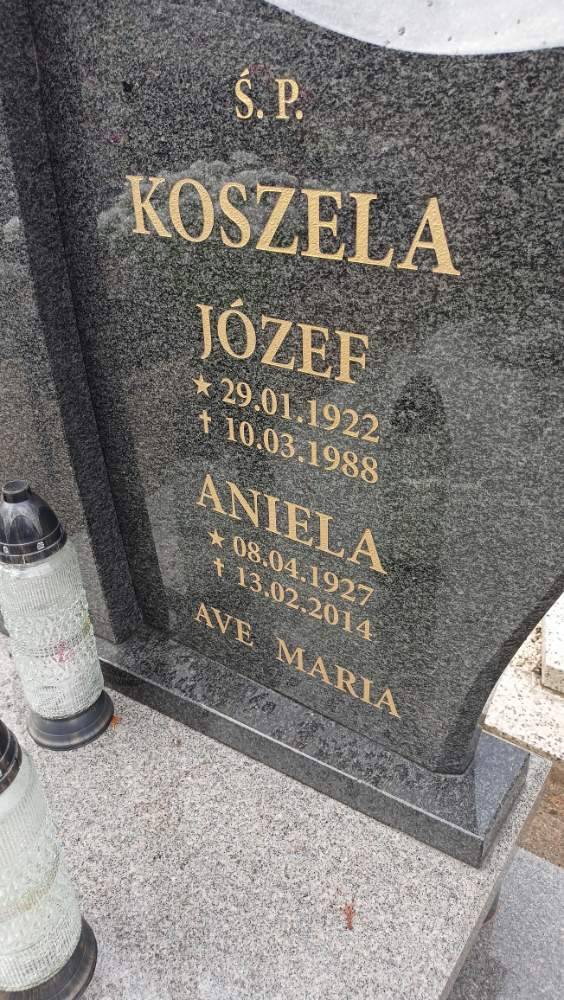 Ś. P.
KOSZELA
JÓZEF
★ 29.01.1922
✝ 10.03.1988
ANIELA
★ 08.04.1927
✝ 13.02.2014
AVE MARIA